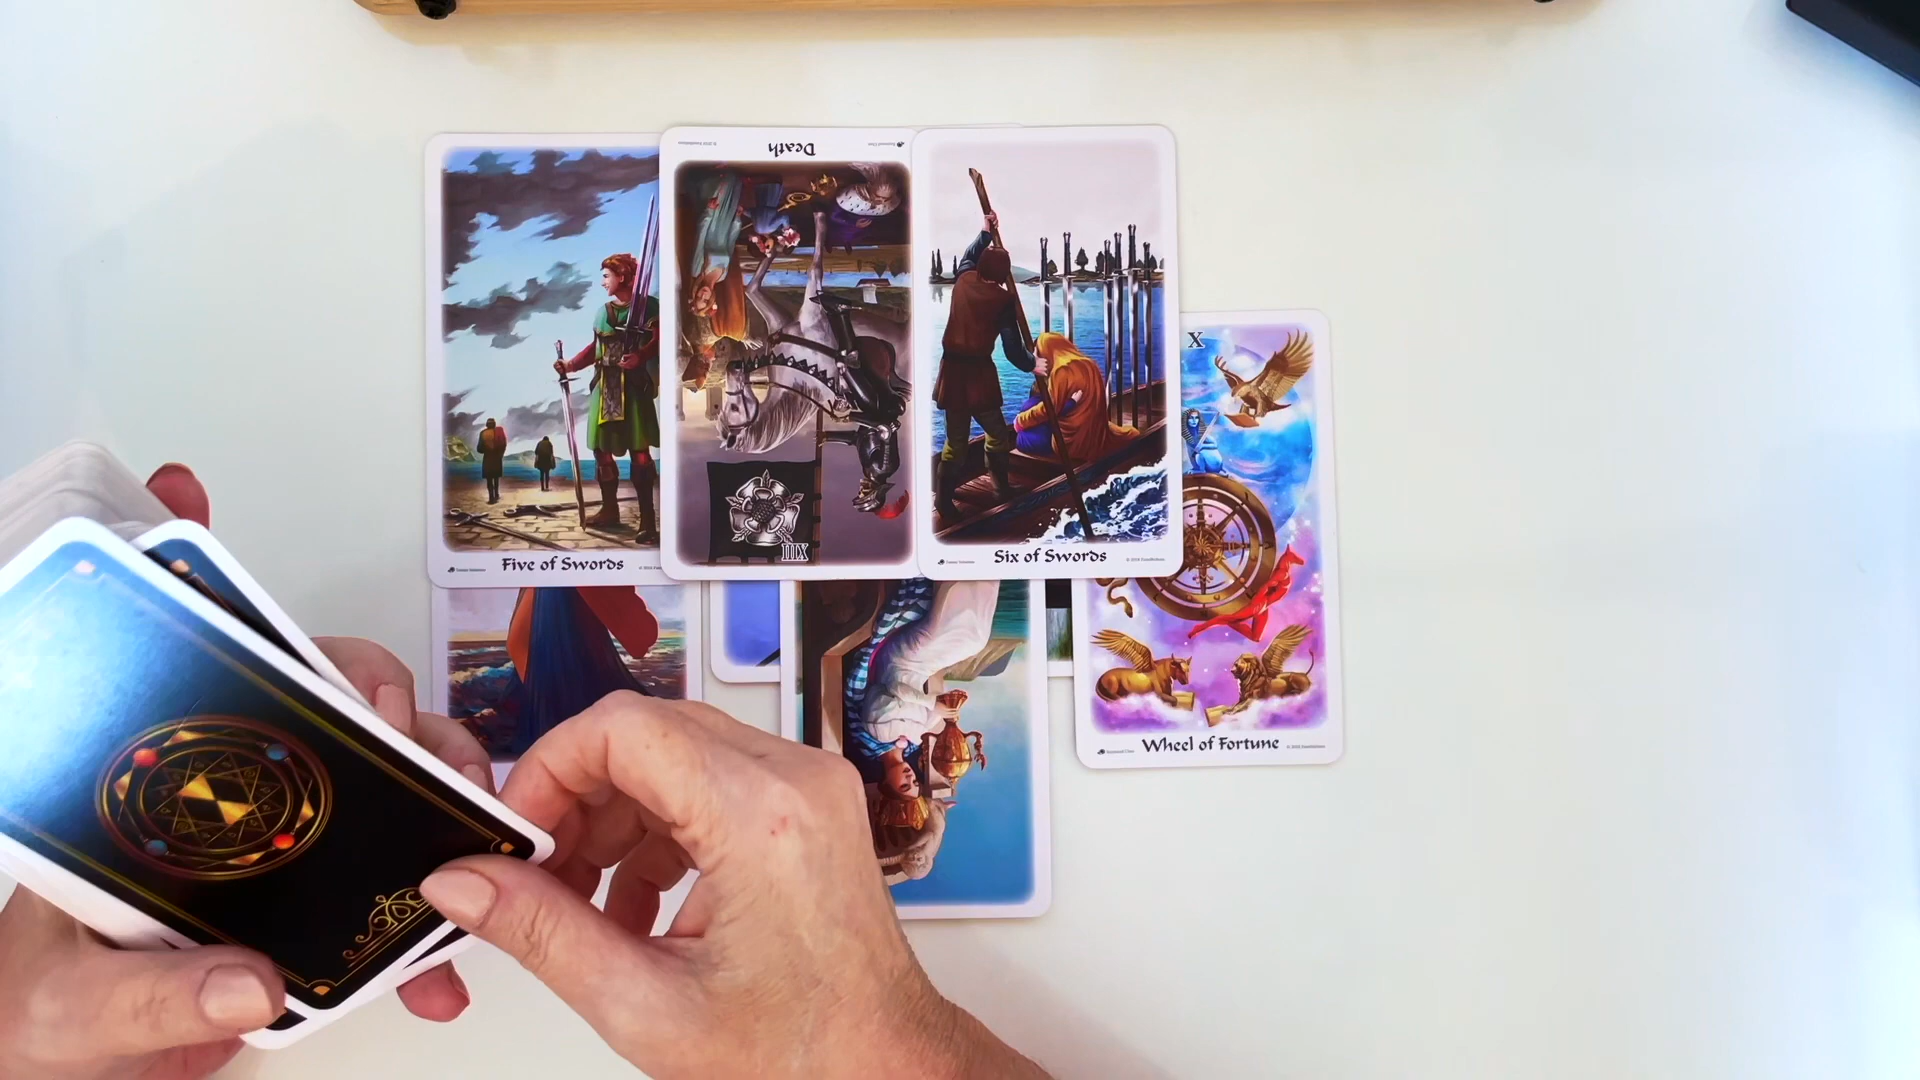 Death
XIII
Five of Swords
Six of Swords
X
Wheel of Fortune